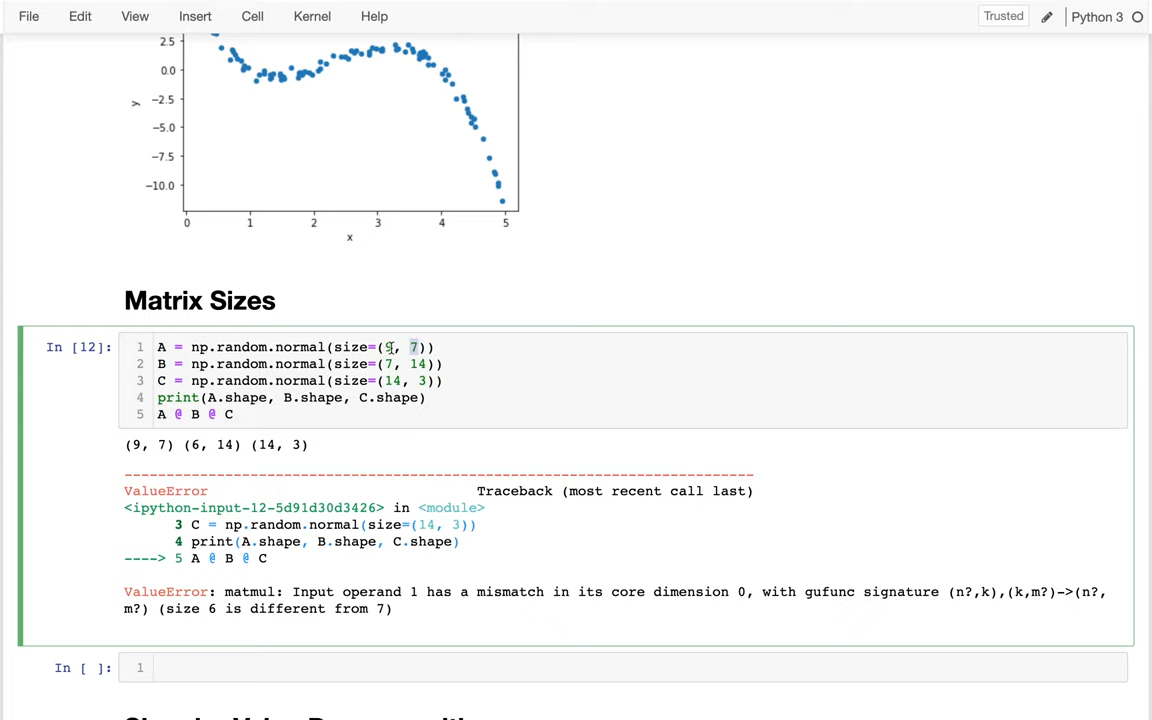 File Edit View Insert Cell Kernel Help Trusted Python 3
2.5
0.0
−2.5
−5.0
−7.5
−10.0
y
0 1 2 3 4 5
x
Matrix Sizes
In [12]:
1 A = np.random.normal(size=(9, 7))
2 B = np.random.normal(size=(7, 14))
3 C = np.random.normal(size=(14, 3))
4 print(A.shape, B.shape, C.shape)
5 A @ B @ C
(9, 7) (6, 14) (14, 3)
---------------------------------------------------------------------------
ValueError Traceback (most recent call last)
<ipython-input-12-5d91d30d3426> in <module>
3 C = np.random.normal(size=(14, 3))
4 print(A.shape, B.shape, C.shape)
----> 5 A @ B @ C
ValueError: matmul: Input operand 1 has a mismatch in its core dimension 0, with gufunc signature (n?,k),(k,m?)->(n?,
m?) (size 6 is different from 7)
In [ ]: 1